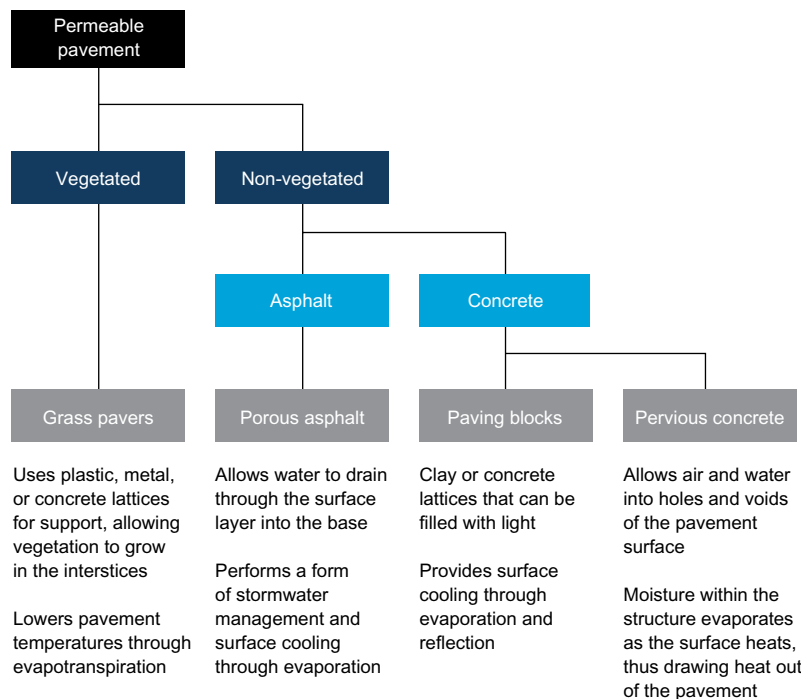 Permeable
pavement
Vegetated
Non-vegetated
Asphalt
Concrete
Grass pavers
Porous asphalt
Paving blocks
Pervious concrete
Uses plastic, metal,
or concrete lattices
for support, allowing
vegetation to grow
in the interstices
Lowers pavement
temperatures through
evapotranspiration
Allows water to drain
through the surface
layer into the base
Performs a form
of stormwater
management and
surface cooling
through evaporation
Clay or concrete
lattices that can be
filled with light
Provides surface
cooling through
evaporation and
reflection
Allows air and water
into holes and voids
of the pavement
surface
Moisture within the
structure evaporates
as the surface heats,
thus drawing heat out
of the pavement